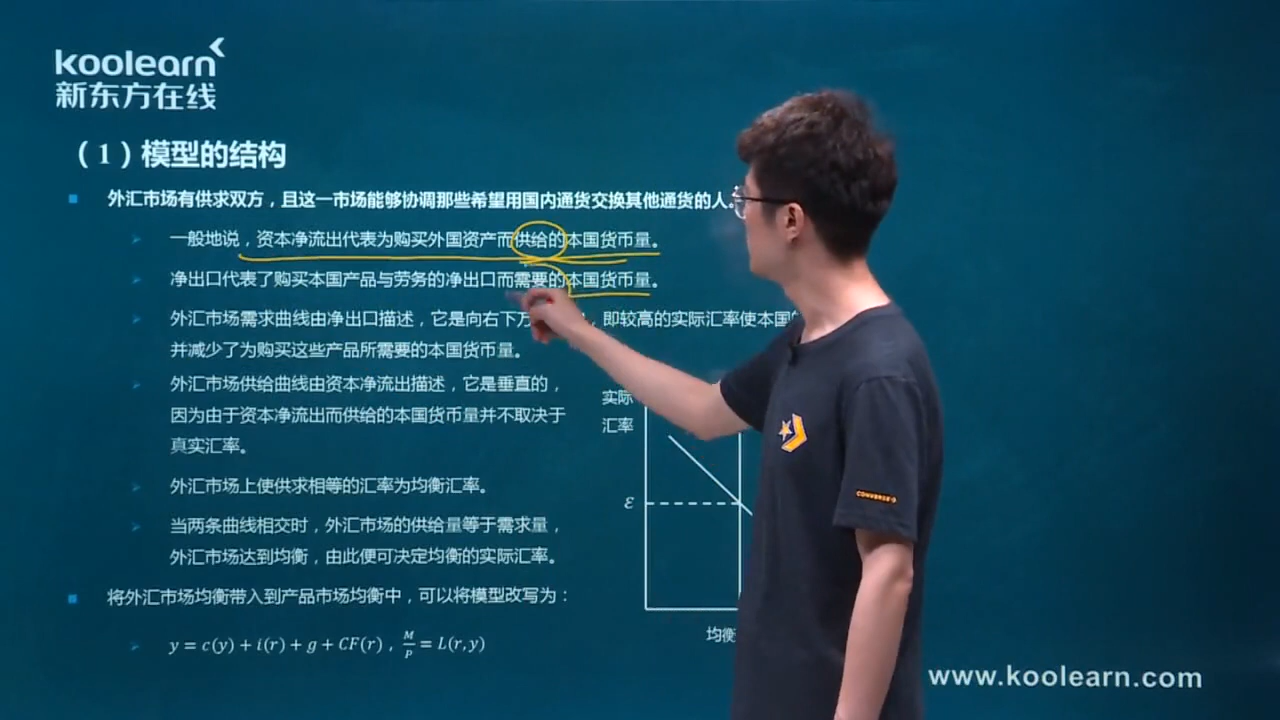 koolearn
新东方在线
（1）模型的结构
外汇市场有供求双方，且这一市场能够协调那些希望用国内通货交换其他通货的人。
一般地说，资本净流出代表为购买外国资产而供给的本国货币量。
净出口代表了购买本国产品与劳务的净出口而需要的本国货币量。
外汇市场需求曲线由净出口描述，它是向右下方，即较高的实际汇率使本国
并减少了为购买这些产品所需要的本国货币量。
外汇市场供给曲线由资本净流出描述，它是垂直的，
因为由于资本净流出而供给的本国货币量并不取决于
真实汇率。
外汇市场上使供求相等的汇率为均衡汇率。
当两条曲线相交时，外汇市场的供给量等于需求量，
外汇市场达到均衡，由此便可决定均衡的实际汇率。
将外汇市场均衡带入到产品市场均衡中，可以将模型改写为：
y = c(y) + i(r) + g + CF(r)，M/P = L(r,y)
实际
汇率
ε
均衡
CONVERSE
www.koolearn.com